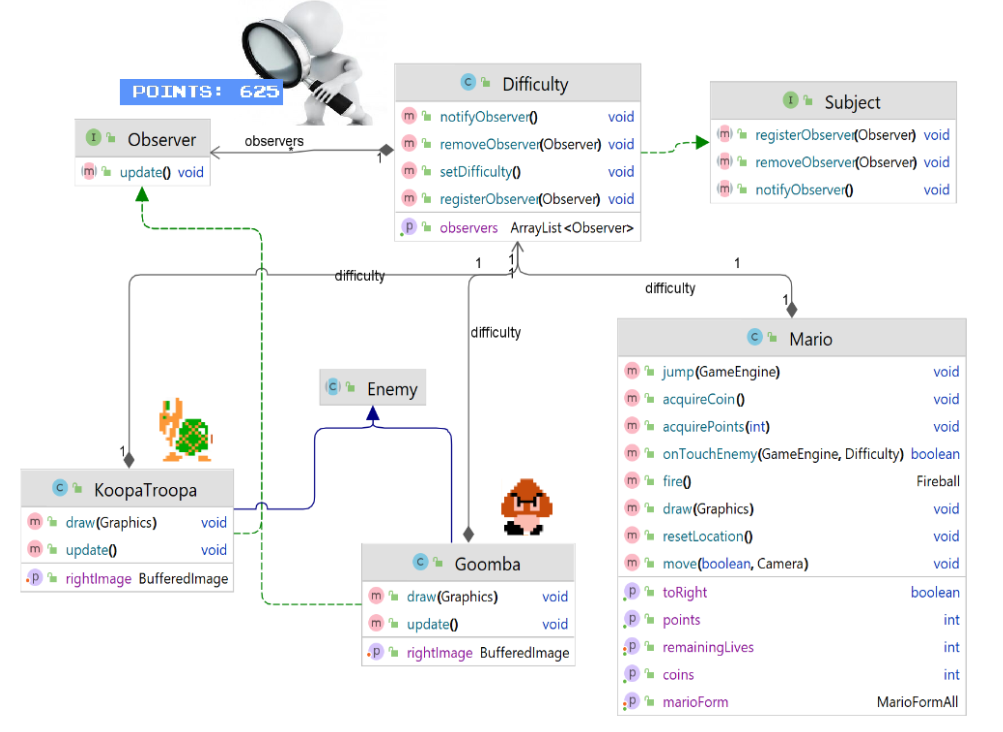 POINTS: 625
Observer
update() void
observers
*
1
Difficulty
notifyObserver() void
removeObserver(Observer) void
setDifficulty() void
registerObserver(Observer) void
observers ArrayList<Observer>
Subject
registerObserver(Observer) void
removeObserver(Observer) void
notifyObserver() void
1
1
1
1
difficulty
difficulty
difficulty
1
1
Enemy
KoopaTroopa
draw(Graphics) void
update() void
rightImage BufferedImage
Goomba
draw(Graphics) void
update() void
rightImage BufferedImage
Mario
jump(GameEngine) void
acquireCoin() void
acquirePoints(int) void
onTouchEnemy(GameEngine, Difficulty) boolean
fire() Fireball
draw(Graphics) void
resetLocation() void
move(boolean, Camera) void
toRight boolean
points int
remainingLives int
coins int
marioForm MarioFormAll